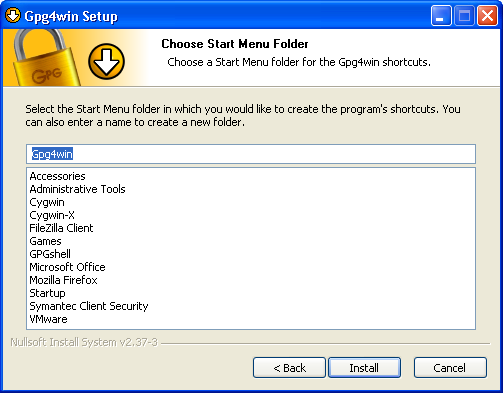 Gpg4win Setup
GPG
Choose Start Menu Folder
Choose a Start Menu folder for the Gpg4win shortcuts.
Select the Start Menu folder in which you would like to create the program's shortcuts. You
can also enter a name to create a new folder.
Gpg4win
Accessories
Administrative Tools
Cygwin
Cygwin-X
FileZilla Client
Games
GPGshell
Microsoft Office
Mozilla Firefox
Startup
Symantec Client Security
VMware
Nullsoft Install System v2.37-3
< Back
Install
Cancel